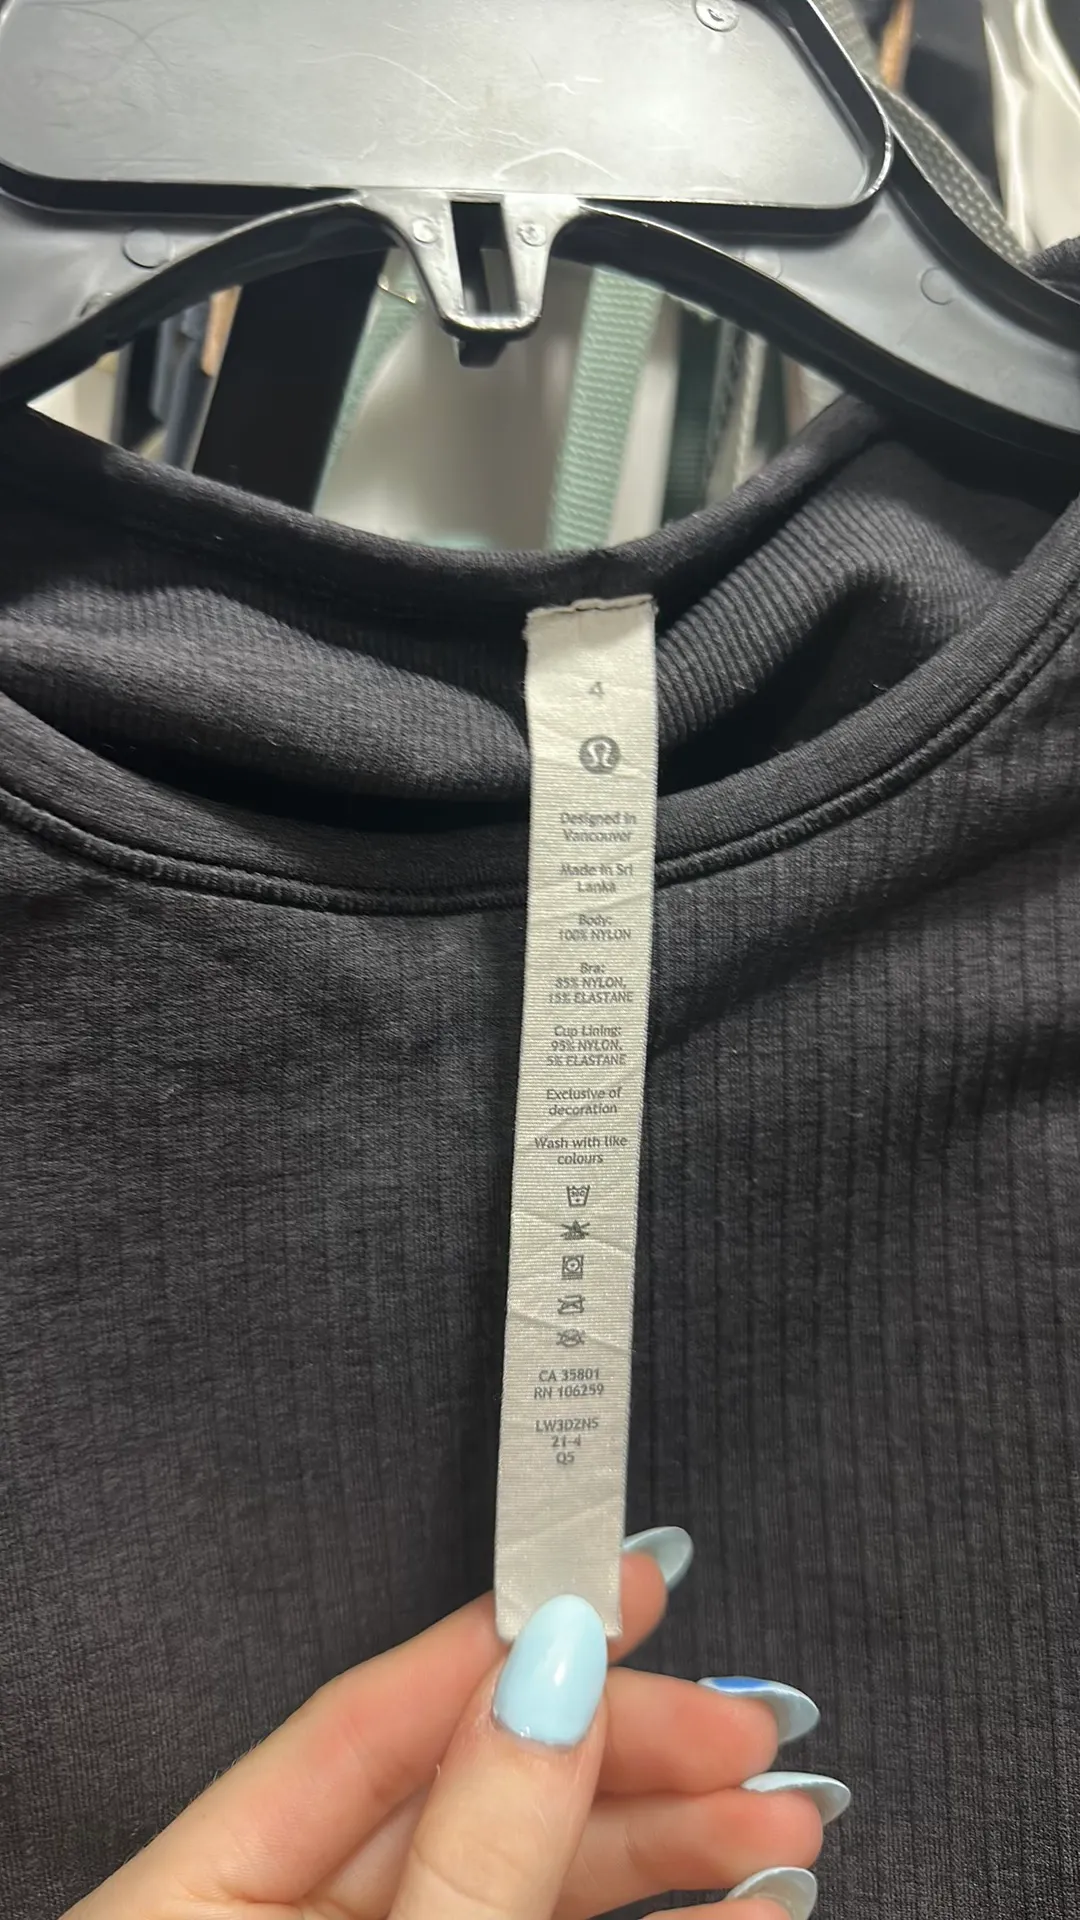 4
Designed in
Vancouver
Made in Sri
Lanka
Body:
100% NYLON
Bra:
85% NYLON,
15% ELASTANE
Cup Lining:
95% NYLON,
5% ELASTANE
Exclusive of
decoration
Wash with like
colours
CA 35801
RN 106259
LW3DZNS
21-4
Q5